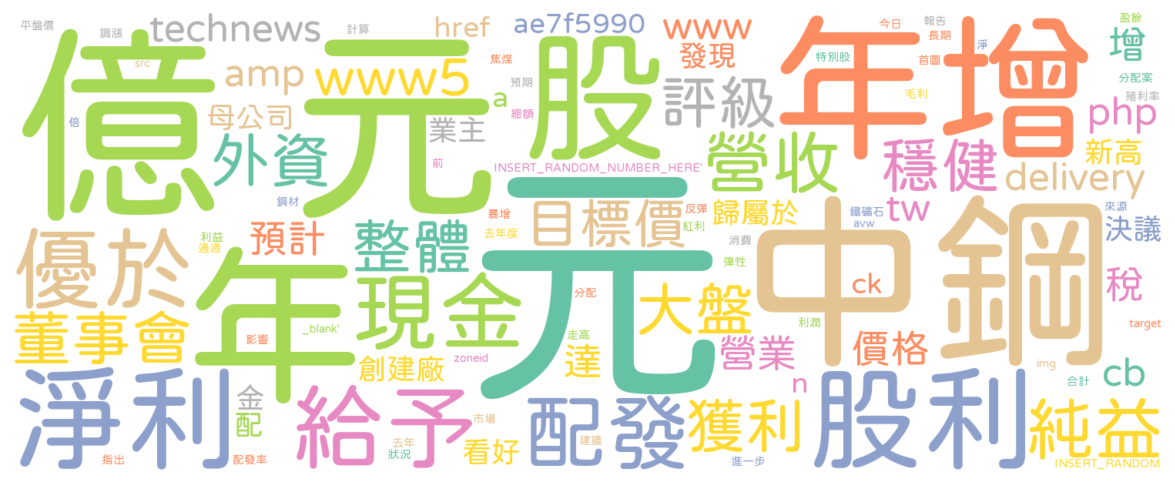 平盤價
調漲
technews
計算
href
ae7f5990
www
今日
報告
長期
盈餘
增
億
元
股
年增
src
amp
www5
焦煤
預期
發現
特別股
首圖
淨
分配案
殖利率
倍
母公司
a
總額
評級
毛利
php
業主
外資
前
INSERT_RANDOM_NUMBER_HERE'
營收
穩健
新高
delivery
鋼材
暴增
元
目標價
反彈
歸屬於
鐵礦石
tw
來源
決議
avw
利益
通過
預計
整體
去年度
紅利
消費
中鋼
優於
年
現金
彈性
分配
大盤
ck
稅
董事會
影響
_blank'
走高
利潤
target
創建廠
zoneid
達
營業
價格
img
淨利
金
配
給予
市場
配發
n
合計
cb
獲利
股利
純益
去年
狀況
看好
建議
指出
配發率
進一步
INSERT_RANDOM